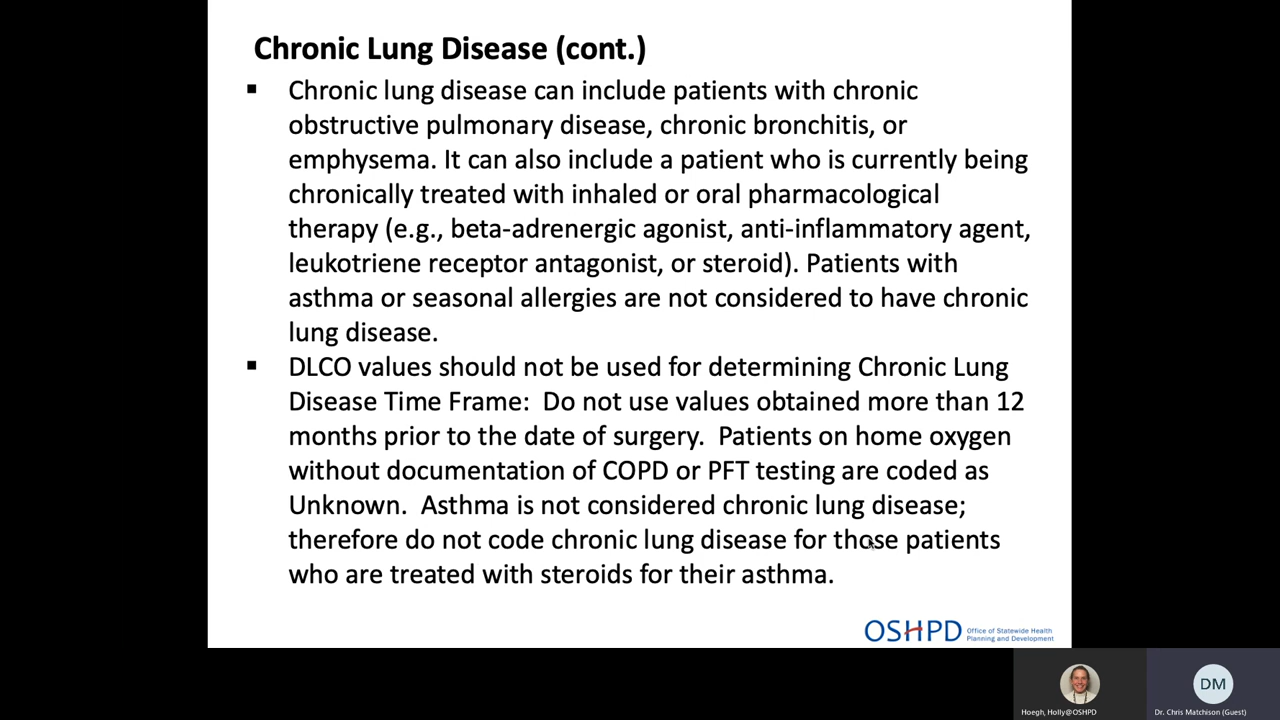 Chronic Lung Disease (cont.)
▪ Chronic lung disease can include patients with chronic
obstructive pulmonary disease, chronic bronchitis, or
emphysema. It can also include a patient who is currently being
chronically treated with inhaled or oral pharmacological
therapy (e.g., beta-adrenergic agonist, anti-inflammatory agent,
leukotriene receptor antagonist, or steroid). Patients with
asthma or seasonal allergies are not considered to have chronic
lung disease.
▪ DLCO values should not be used for determining Chronic Lung
Disease Time Frame:  Do not use values obtained more than 12
months prior to the date of surgery.  Patients on home oxygen
without documentation of COPD or PFT testing are coded as
Unknown.  Asthma is not considered chronic lung disease;
therefore do not code chronic lung disease for those patients
who are treated with steroids for their asthma.
OSHPD
Office of Statewide Health
Planning and Development
DM
Hoegh, Holly@OSHPD
Dr. Chris Matchison (Guest)